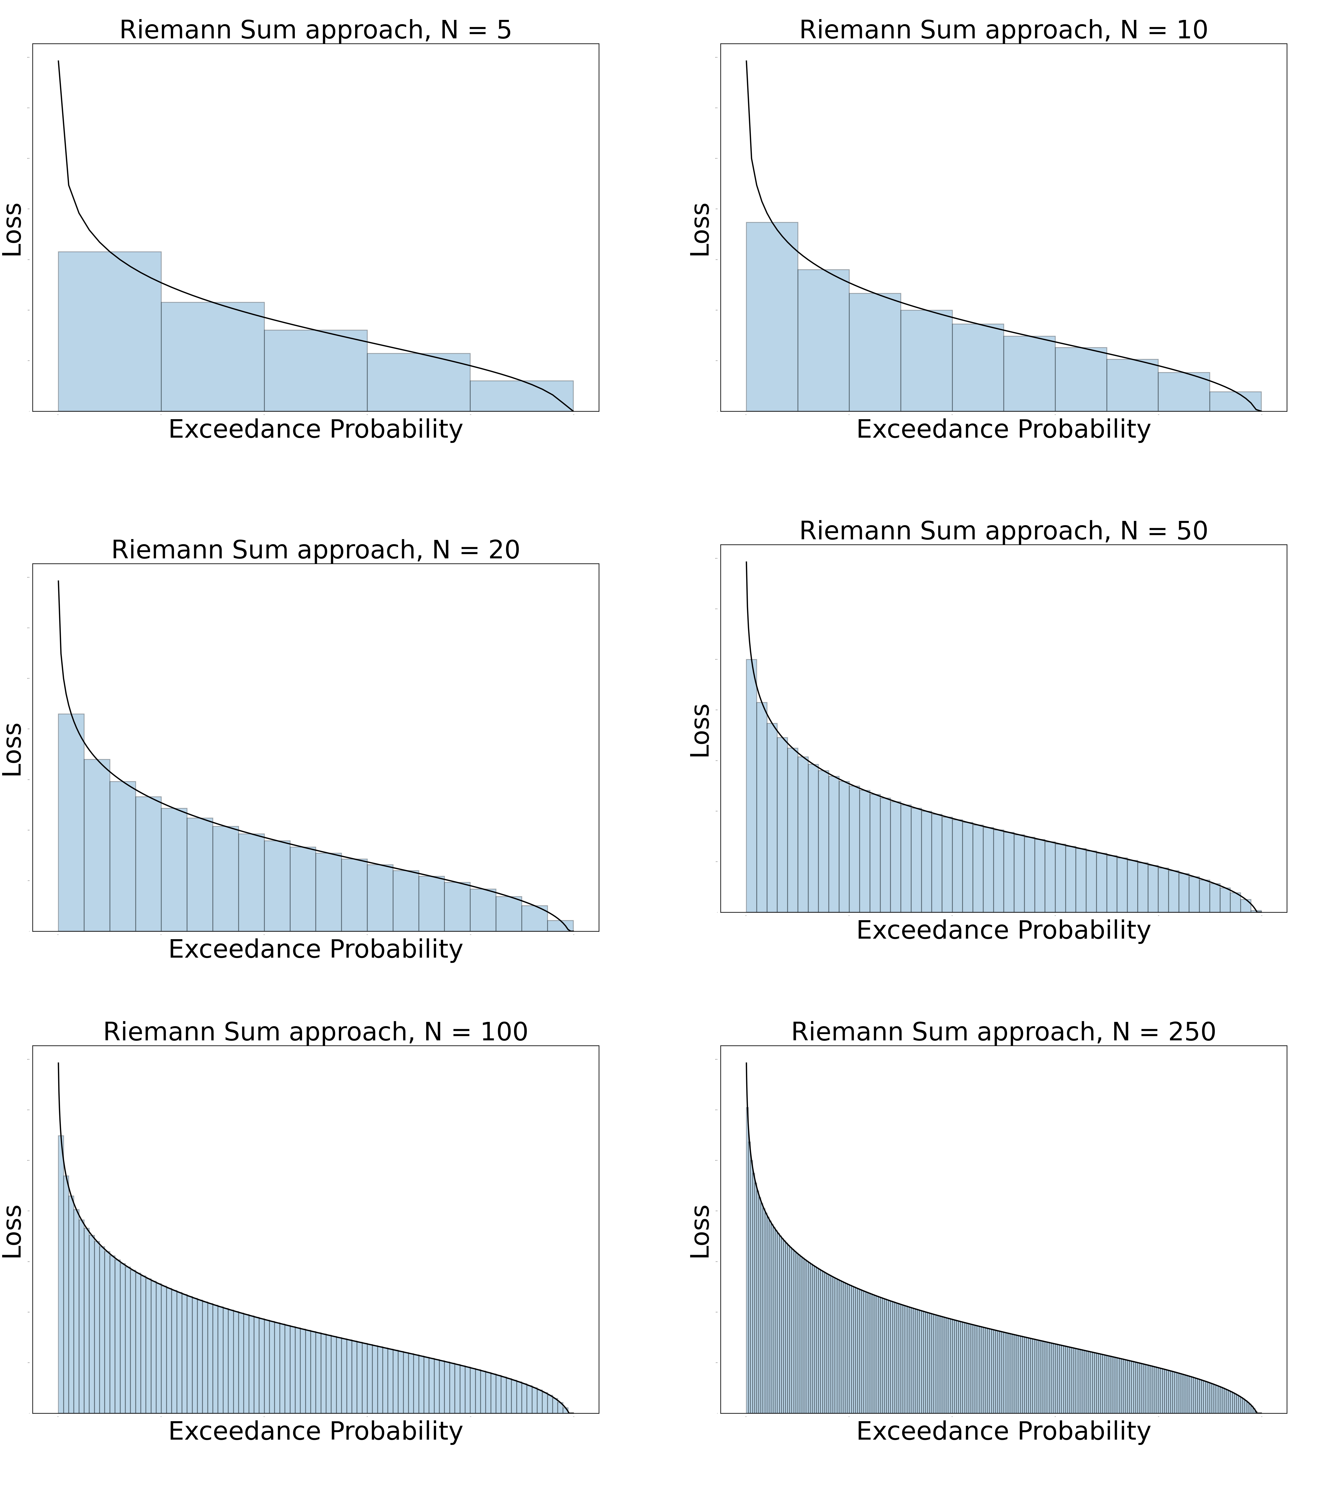 Riemann Sum approach, N = 5
Loss
Exceedance Probability
Riemann Sum approach, N = 10
Loss
Exceedance Probability
Riemann Sum approach, N = 20
Loss
Exceedance Probability
Riemann Sum approach, N = 50
Loss
Exceedance Probability
Riemann Sum approach, N = 100
Loss
Exceedance Probability
Riemann Sum approach, N = 250
Loss
Exceedance Probability